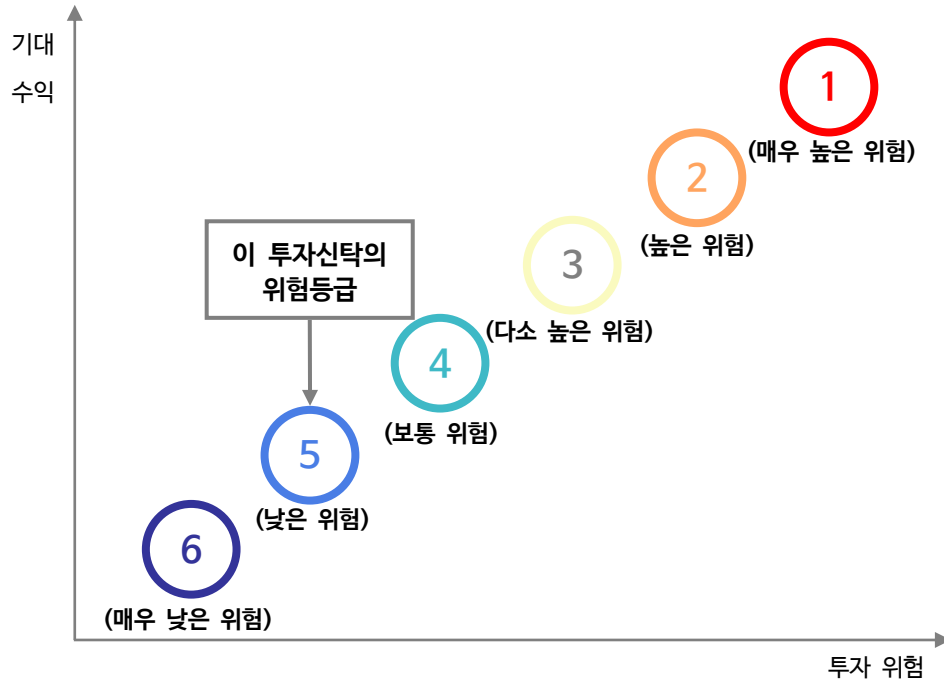 기대
수익
1
(매우 높은 위험)
2
(높은 위험)
3
(다소 높은 위험)
이 투자신탁의
위험등급
4
(보통 위험)
5
(낮은 위험)
6
(매우 낮은 위험)
투자 위험